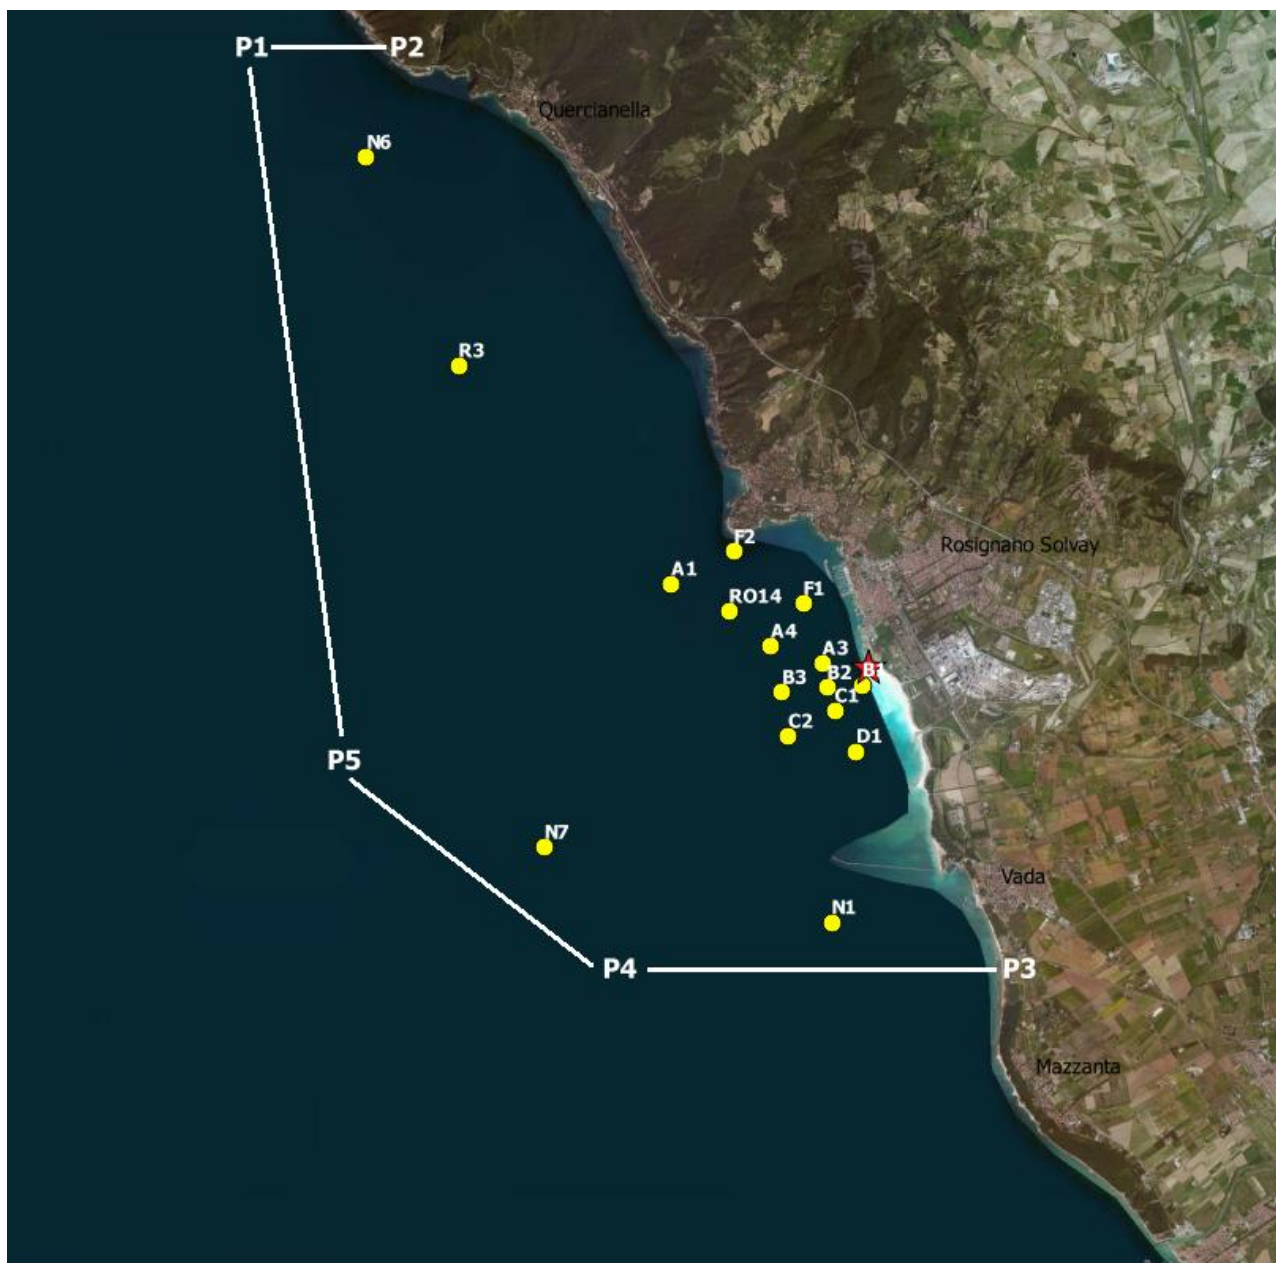 P1
P2
Quercianella
N6
R3
F2
Rosignano Solvay
A1
RO14
F1
A4
A3
B1
B2
B3
C1
C2
D1
P5
N7
Vada
N1
P4
P3
Mazzanta